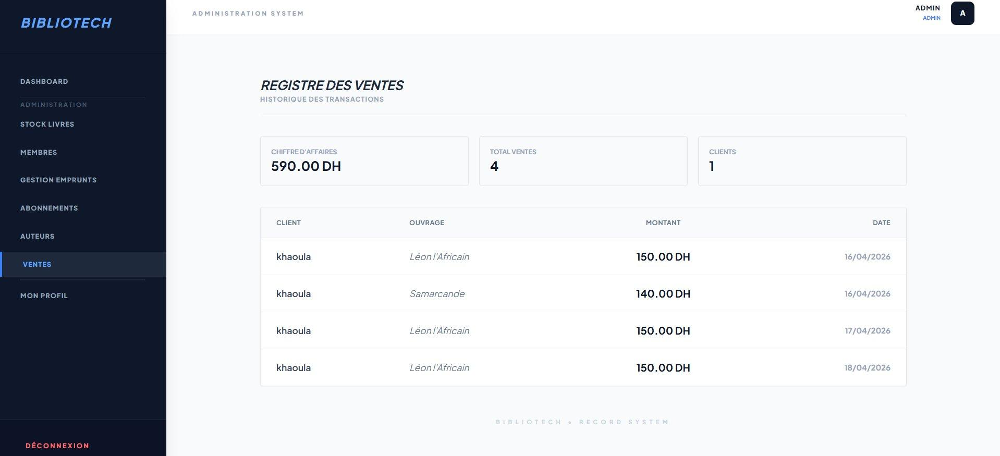 BIBLIOTECH
DASHBOARD
ADMINISTRATION
STOCK LIVRES
MEMBRES
GESTION EMPRUNTS
ABONNEMENTS
AUTEURS
VENTES
MON PROFIL
DÉCONNEXION
ADMINISTRATION SYSTEM
ADMIN
ADMIN
A
REGISTRE DES VENTES
HISTORIQUE DES TRANSACTIONS
CHIFFRE D'AFFAIRES
590.00 DH
TOTAL VENTES
4
CLIENTS
1
CLIENT OUVRAGE MONTANT DATE
khaoula Léon l'Africain 150.00 DH 16/04/2026
khaoula Samarcande 140.00 DH 16/04/2026
khaoula Léon l'Africain 150.00 DH 17/04/2026
khaoula Léon l'Africain 150.00 DH 18/04/2026
BIBLIOTECH • RECORD SYSTEM